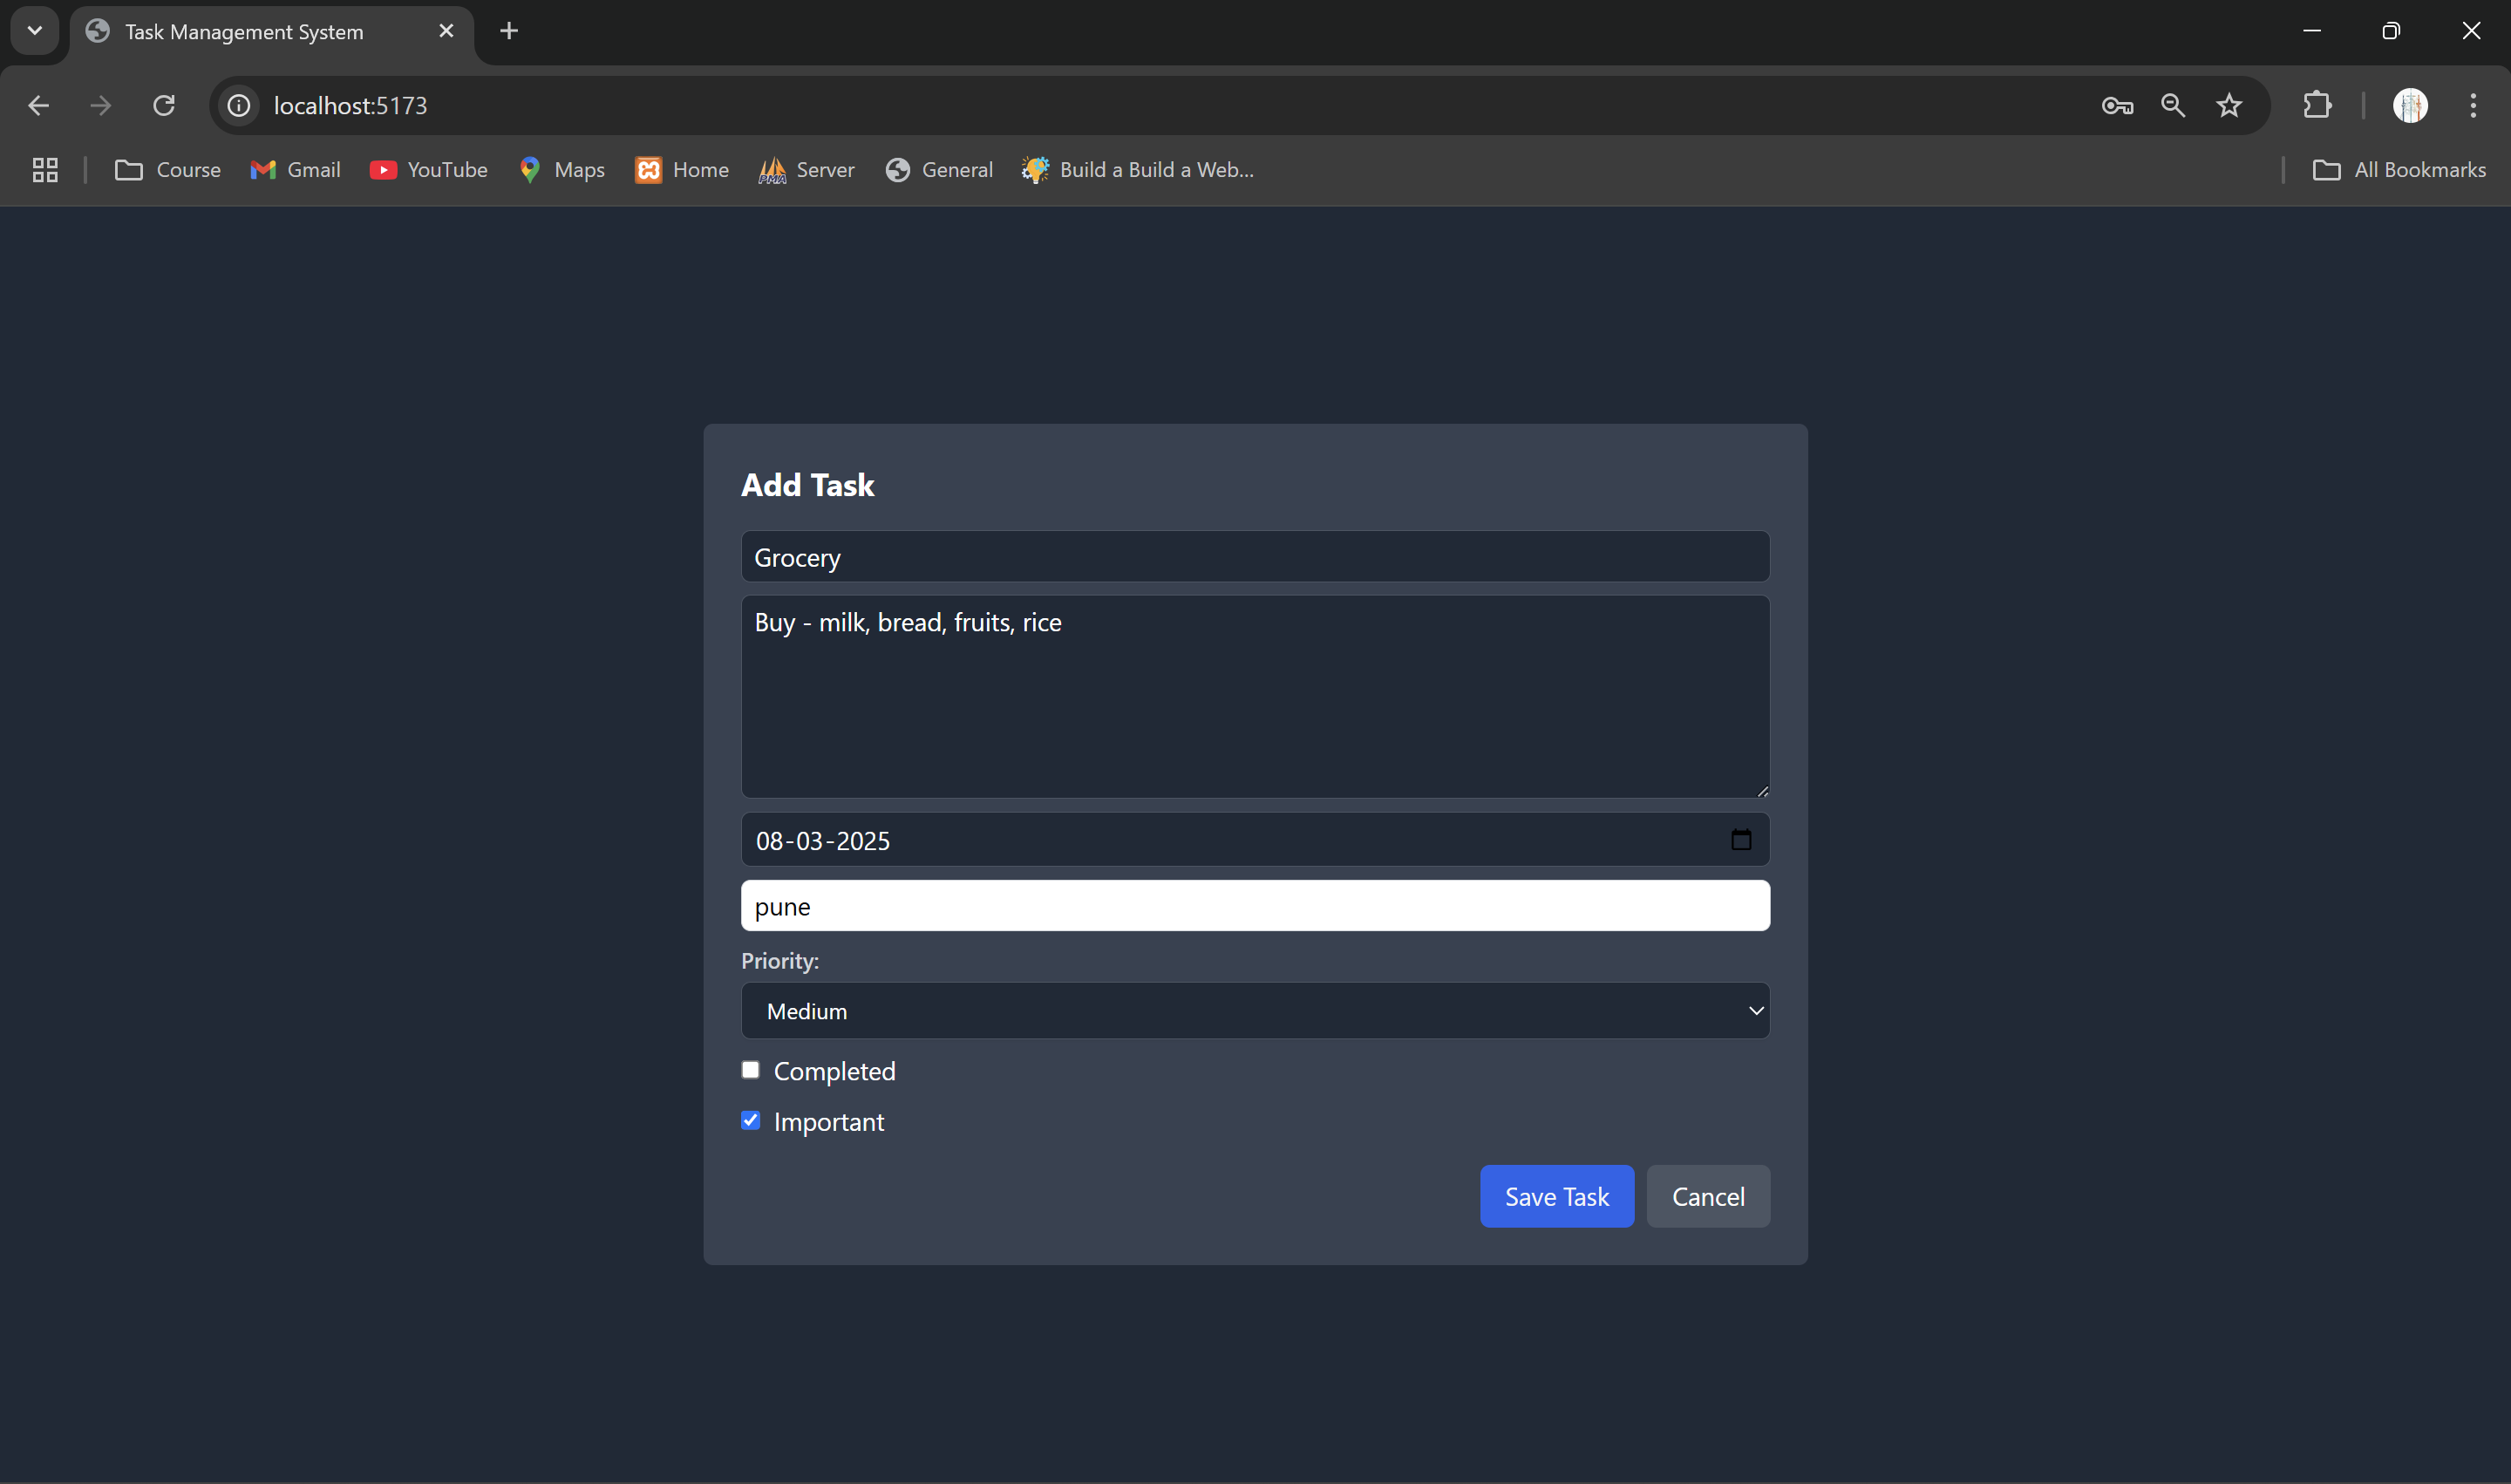 Task Management System
localhost:5173
Course Gmail YouTube Maps Home Server General Build a Build a Web... All Bookmarks
Add Task
Grocery
Buy - milk, bread, fruits, rice
08-03-2025
pune
Priority:
Medium
Completed
Important
Save Task Cancel